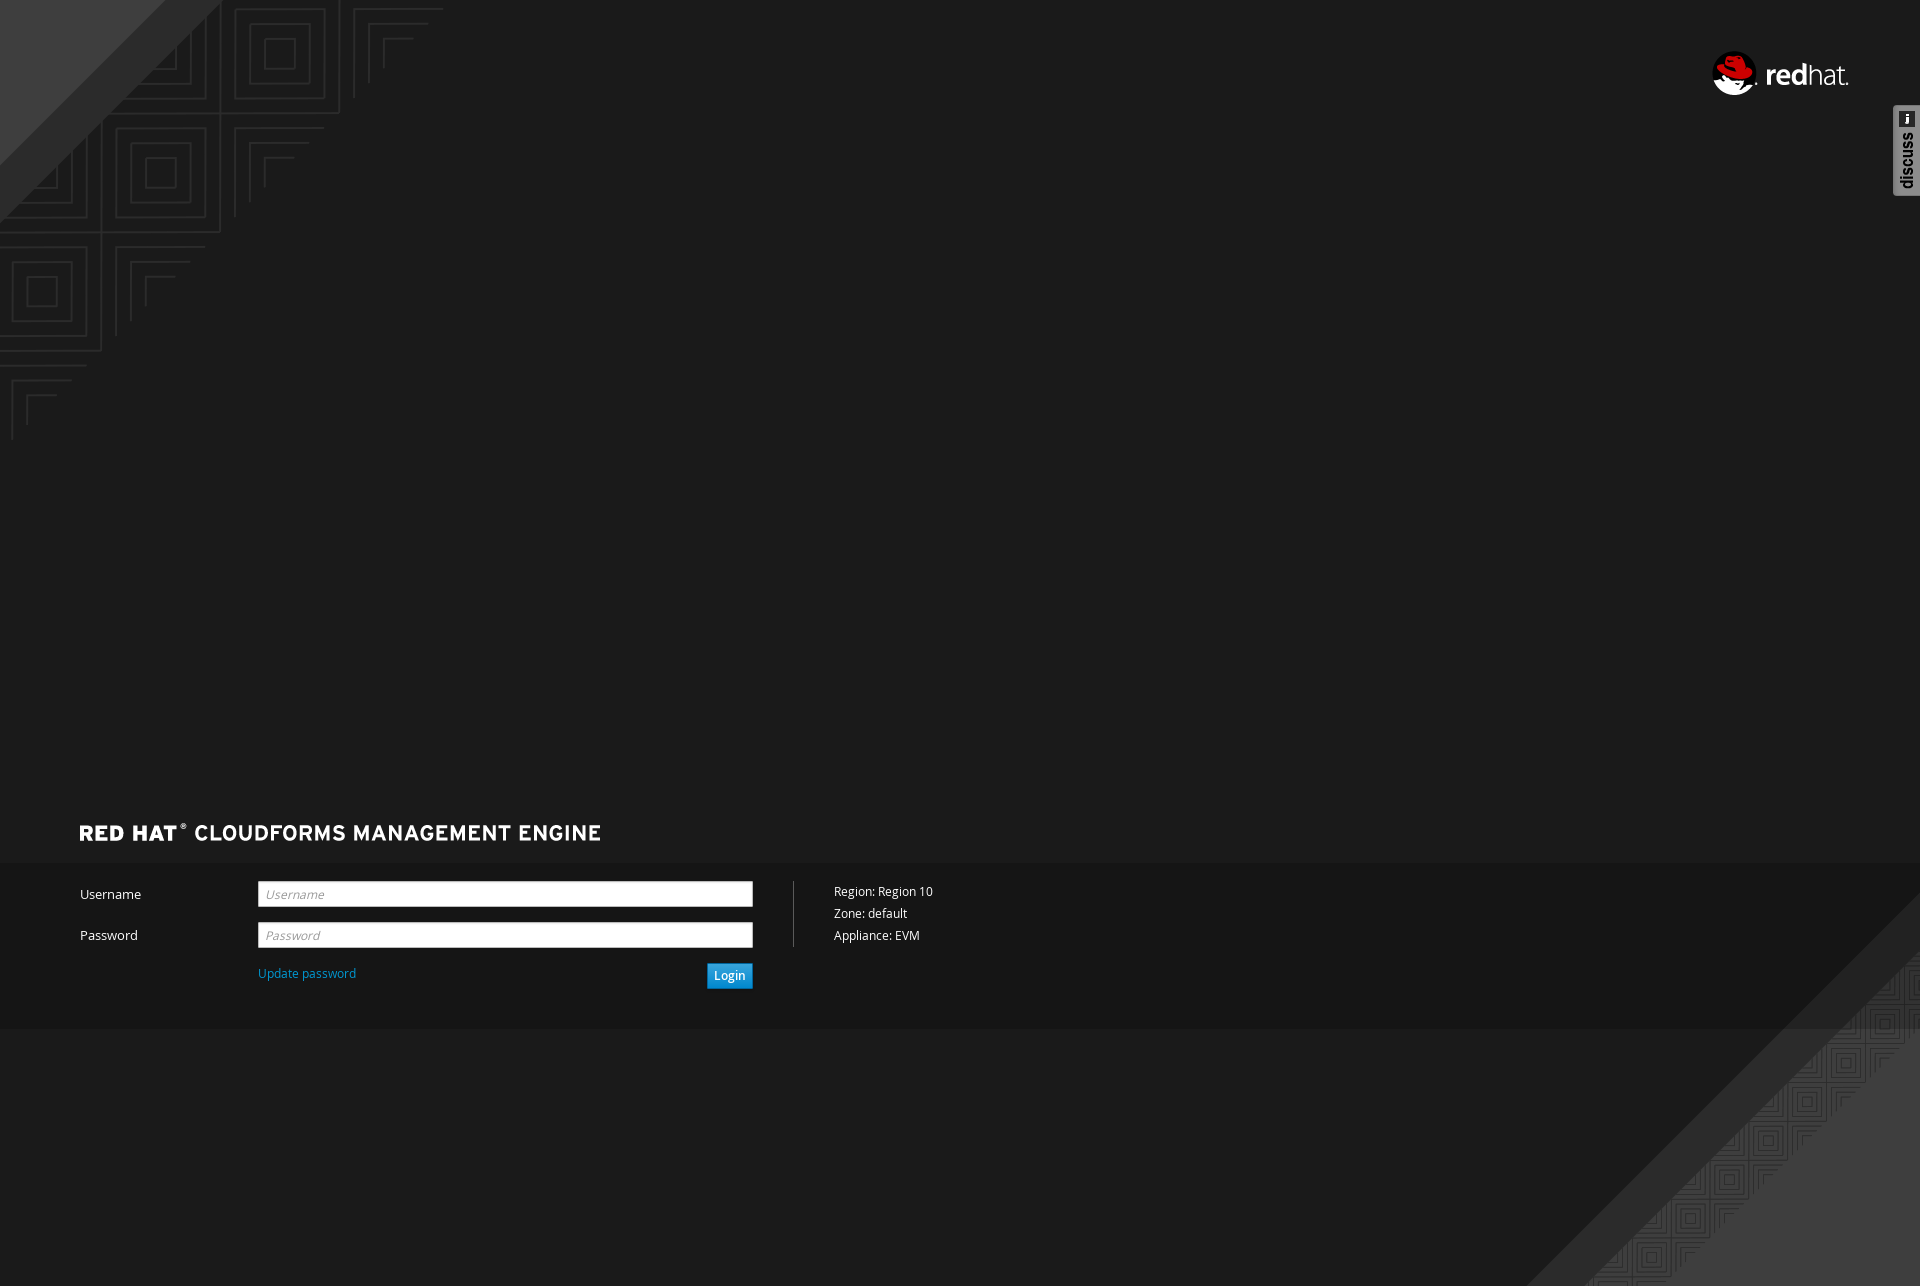 redhat.
discuss
RED HAT® CLOUDFORMS MANAGEMENT ENGINE
Username
Username
Password
Password
Update password
Login
Region: Region 10
Zone: default
Appliance: EVM